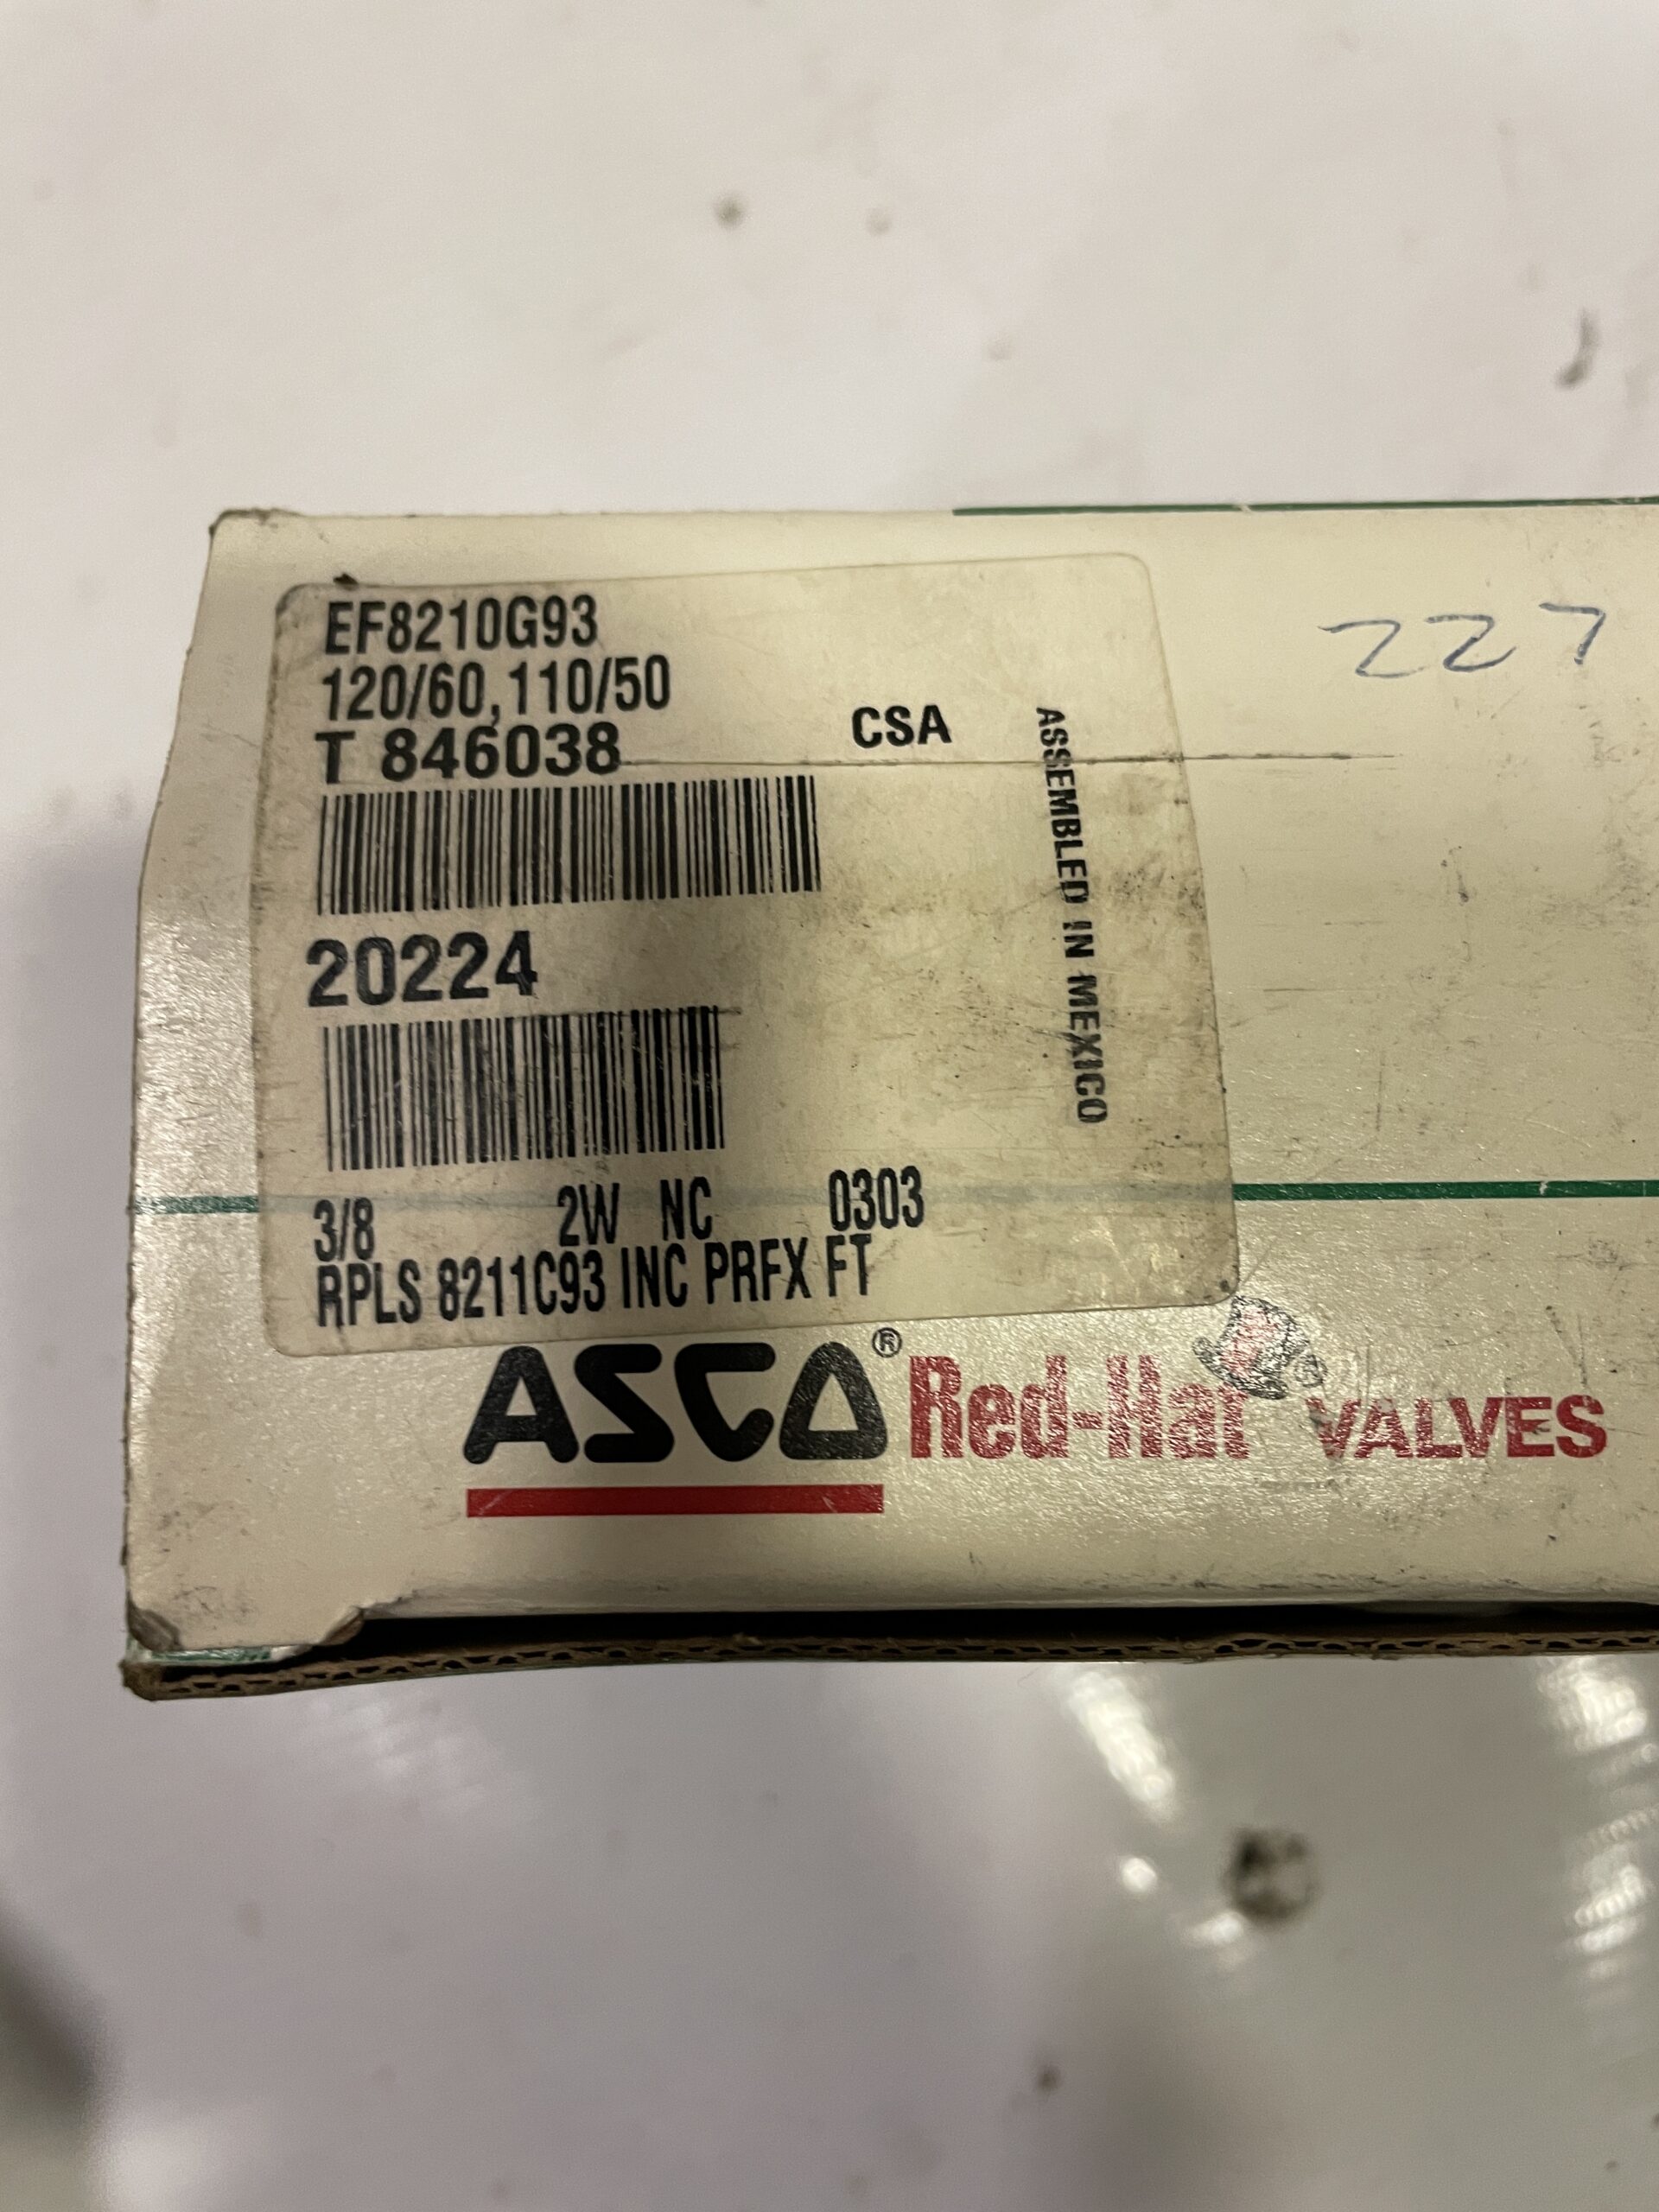 EF8210G93
120/60,110/50
T 846038
CSA
ASSEMBLED IN MEXICO
227
20224
3/8 2W NC 0303
RPLS 8211C93 INC PRFX FT
ASCO® Red-Hat® VALVES